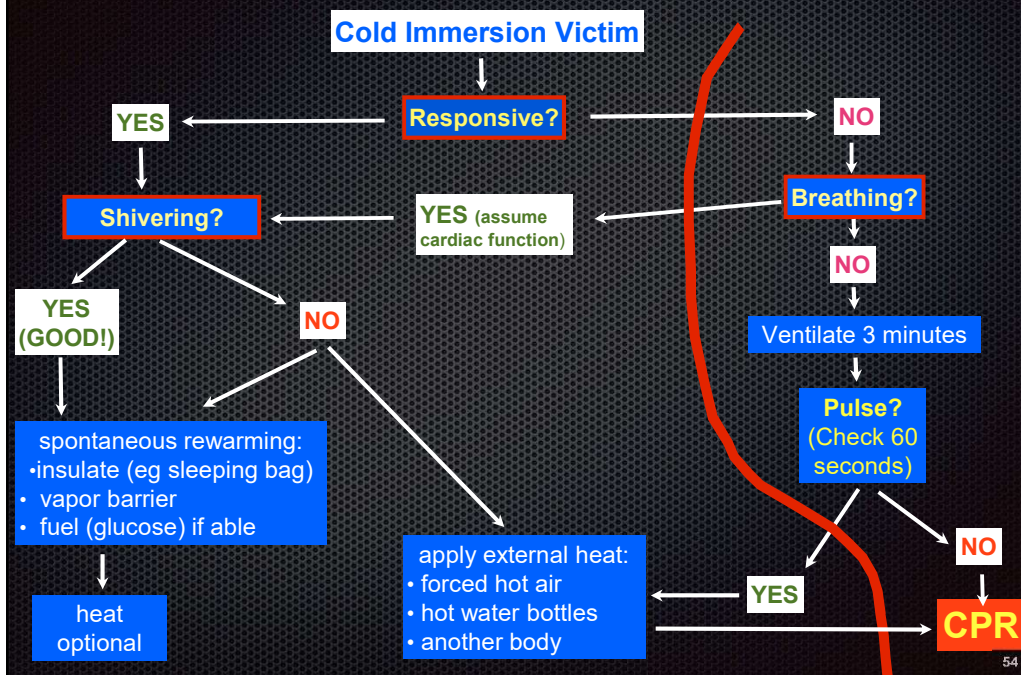 Cold Immersion Victim
Responsive?
YES
NO
Shivering?
YES (assume
cardiac function)
Breathing?
NO
YES
(GOOD!)
NO
Ventilate 3 minutes
Pulse?
(Check 60
seconds)
spontaneous rewarming:
•insulate (eg sleeping bag)
• vapor barrier
• fuel (glucose) if able
apply external heat:
• forced hot air
• hot water bottles
• another body
YES
NO
heat
optional
CPR
54